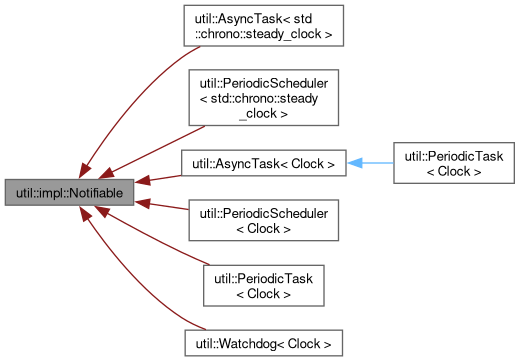 util::AsyncTask< std
::chrono::steady_clock >
util::PeriodicScheduler
< std::chrono::steady
_clock >
util::AsyncTask< Clock >
util::PeriodicTask
< Clock >
util::impl::Notifiable
util::PeriodicScheduler
< Clock >
util::PeriodicTask
< Clock >
util::Watchdog< Clock >